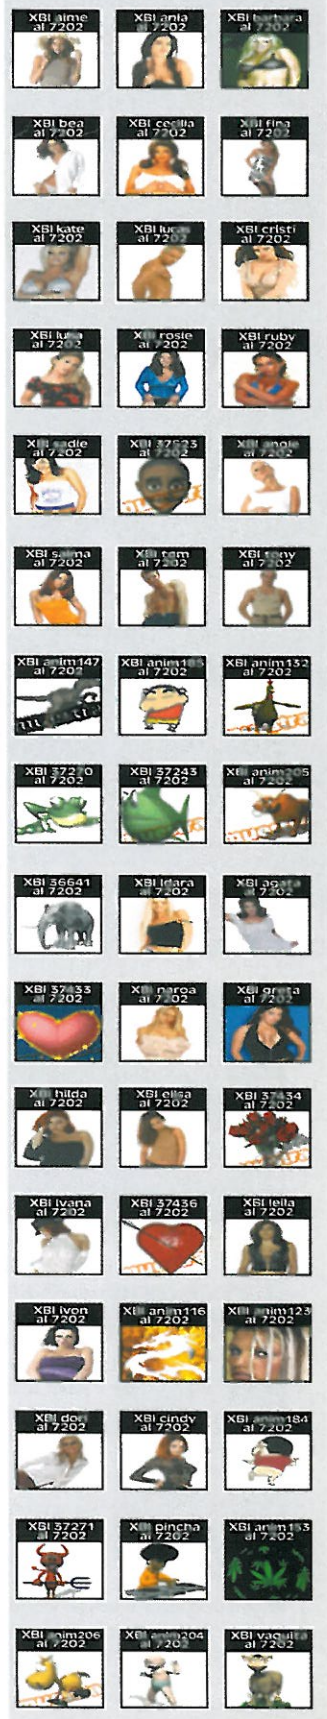 XBI aime
al 7202
XBI ania
al 7202
XBI barbara
al 7202
XBI bea
al 7202
XBI cecilia
al 7202
XBI fina
al 7202
XBI kate
al 7202
XBI lucas
al 7202
XBI cristi
al 7202
XBI luna
al 7202
XBI rosie
al 7202
XBI ruby
al 7202
XBI sadie
al 7202
XBI 37523
al 7202
XBI angie
al 7202
XBI salma
al 7202
XBI tom
al 7202
XBI tony
al 7202
XBI anim147
al 7202
XBI anim185
al 7202
XBI anim132
al 7202
XBI 37270
al 7202
XBI 37243
al 7202
XBI anim205
al 7202
XBI 36641
al 7202
XBI idara
al 7202
XBI agata
al 7202
XBI 37433
al 7202
XBI naroa
al 7202
XBI greta
al 7202
XBI hilda
al 7202
XBI elisa
al 7202
XBI 37434
al 7202
XBI ivana
al 7202
XBI 37436
al 7202
XBI leila
al 7202
XBI ivon
al 7202
XBI anim116
al 7202
XBI anim123
al 7202
XBI dori
al 7202
XBI cindy
al 7202
XBI anim184
al 7202
XBI 37271
al 7202
XBI pincha
al 7202
XBI anim153
al 7202
XBI anim206
al 7202
XBI anim204
al 7202
XBI vaquita
al 7202